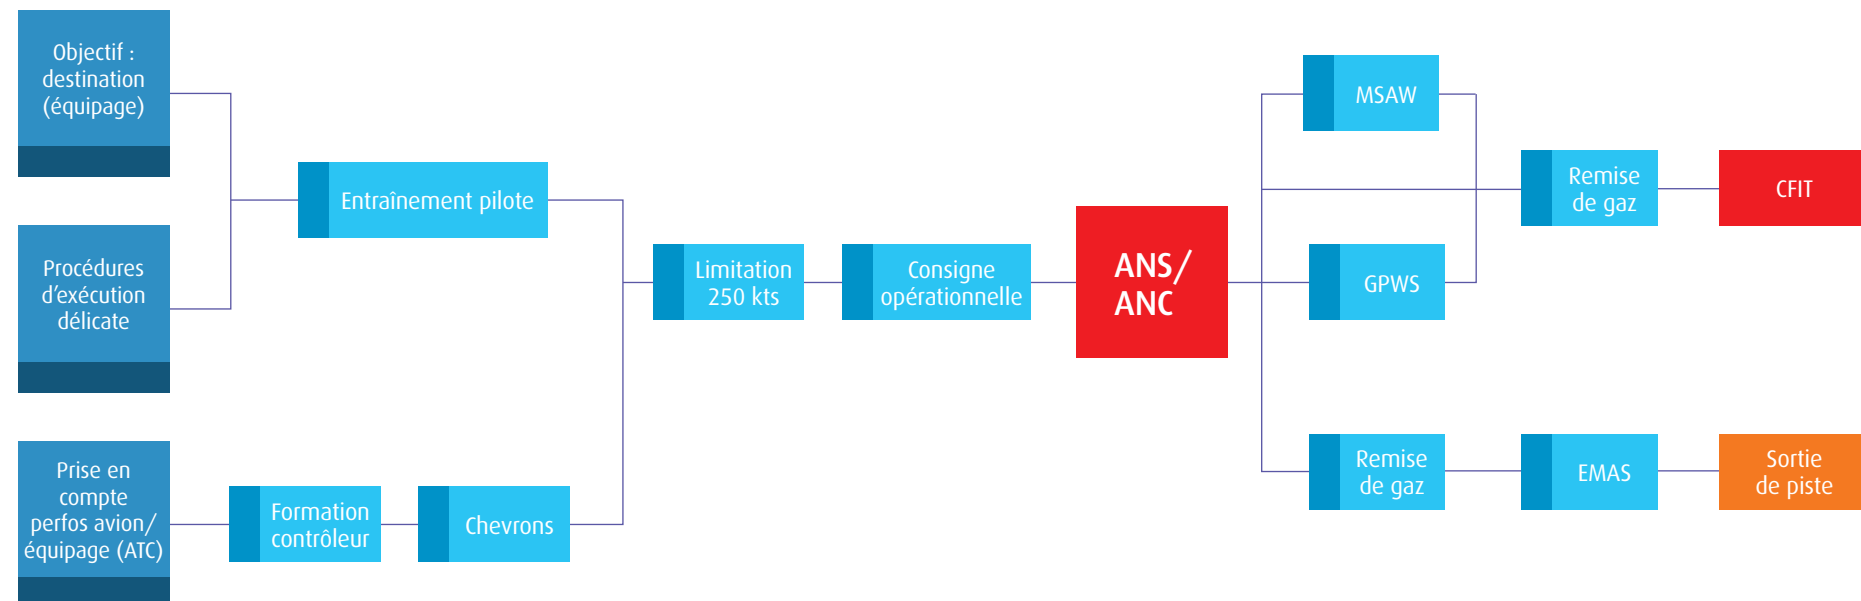 Objectif :
destination
(équipage)
Procédures
d’exécution
délicate
Prise en
compte
perfos avion/
équipage (ATC)
Entraînement pilote
Formation
contrôleur
Chevrons
Limitation
250 kts
Consigne
opérationnelle
ANS/
ANC
MSAW
GPWS
Remise
de gaz
CFIT
Remise
de gaz
EMAS
Sortie
de piste